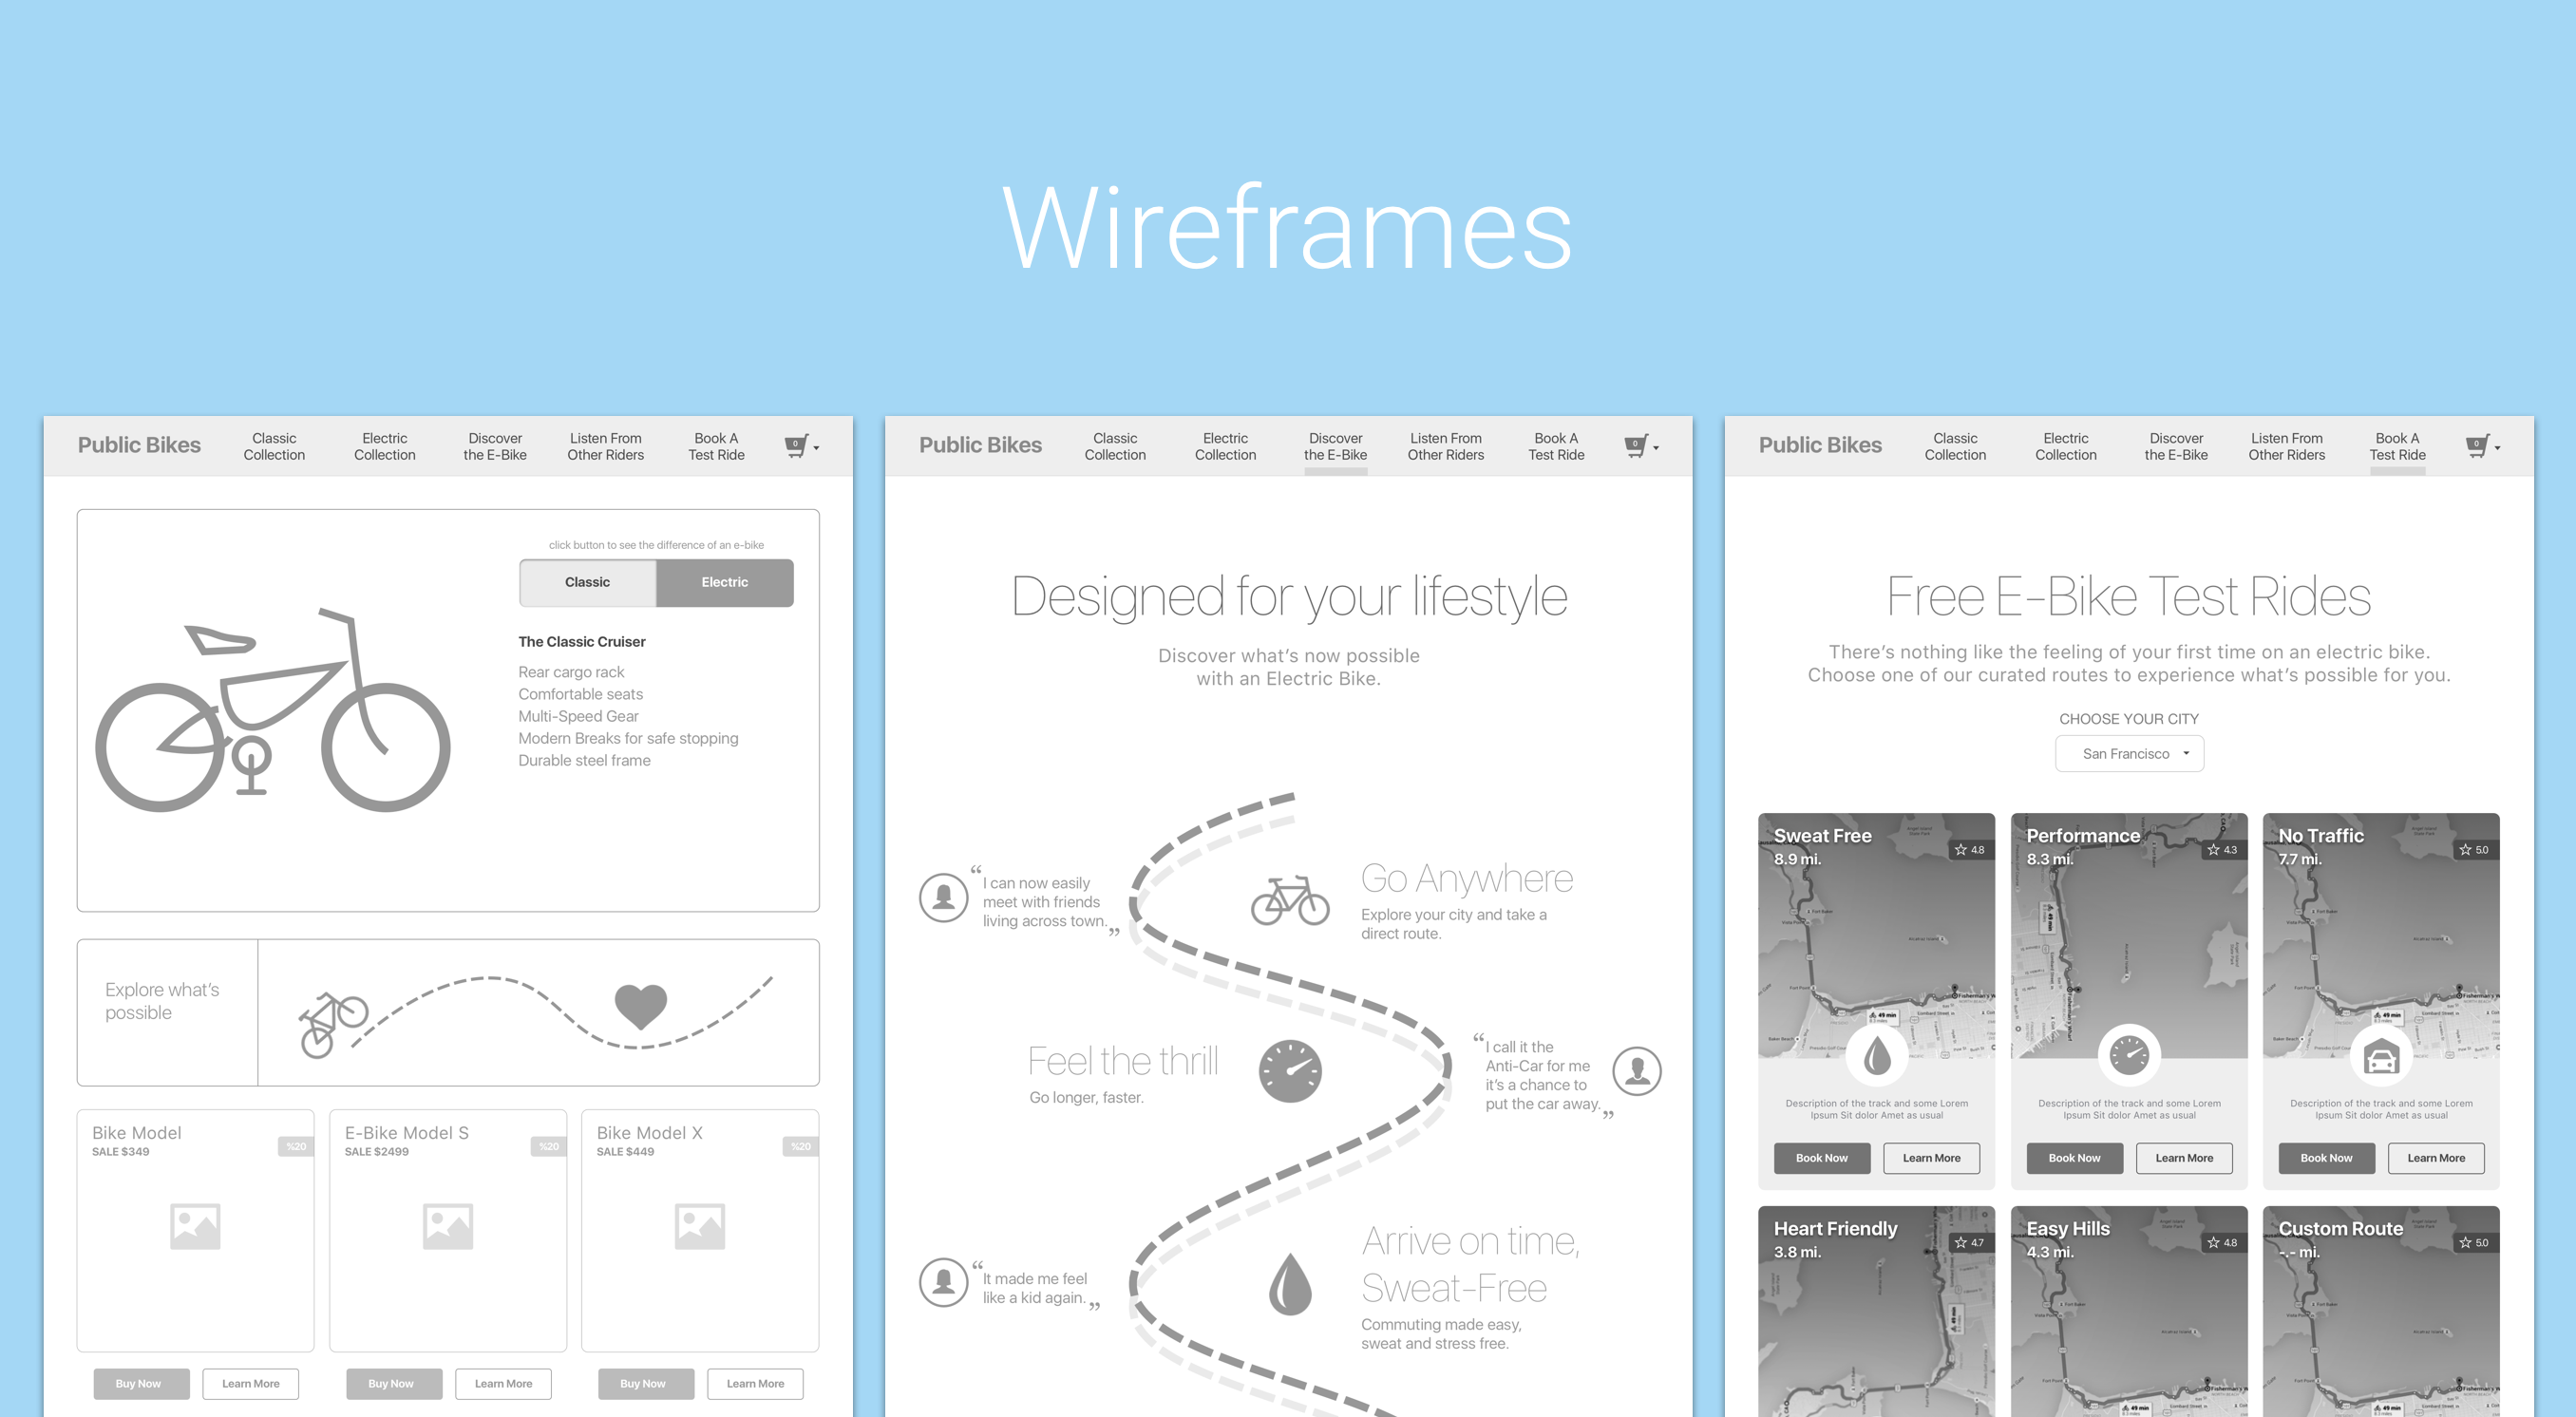 Wireframes
Public Bikes
Classic
Collection
Electric
Collection
Discover
the E-Bike
Listen From
Other Riders
Book A
Test Ride
0
click button to see the difference of an e-bike
Classic
Electric
The Classic Cruiser
Rear cargo rack
Comfortable seats
Multi-Speed Gear
Modern Breaks for safe stopping
Durable steel frame
Explore what's
possible
Bike Model
SALE $349
%20
E-Bike Model S
SALE $2499
%20
Bike Model X
SALE $449
%20
Buy Now
Learn More
Buy Now
Learn More
Buy Now
Learn More
Public Bikes
Classic
Collection
Electric
Collection
Discover
the E-Bike
Listen From
Other Riders
Book A
Test Ride
0
Designed for your lifestyle
Discover what's now possible
with an Electric Bike.
“I can now easily
meet with friends
living across town.„
Go Anywhere
Explore your city and take a
direct route.
Feel the thrill
Go longer, faster.
“I call it the
Anti-Car for me
it's a chance to
put the car away.„
Arrive on time,
Sweat-Free
Commuting made easy,
sweat and stress free.
“It made me feel
like a kid again.„
Public Bikes
Classic
Collection
Electric
Collection
Discover
the E-Bike
Listen From
Other Riders
Book A
Test Ride
0
Free E-Bike Test Rides
There's nothing like the feeling of your first time on an electric bike.
Choose one of our curated routes to experience what's possible for you.
CHOOSE YOUR CITY
San Francisco
Sweat Free
8.9 mi.
4.8
49 min
Description of the track and some Lorem
Ipsum Sit dolor Amet as usual
Book Now
Learn More
Performance
8.3 mi.
4.3
49 min
Description of the track and some Lorem
Ipsum Sit dolor Amet as usual
Book Now
Learn More
No Traffic
7.7 mi.
5.0
49 min
Description of the track and some Lorem
Ipsum Sit dolor Amet as usual
Book Now
Learn More
Heart Friendly
3.8 mi.
4.7
49 min
Easy Hills
4.3 mi.
4.8
49 min
Custom Route
-.- mi.
5.0
49 min